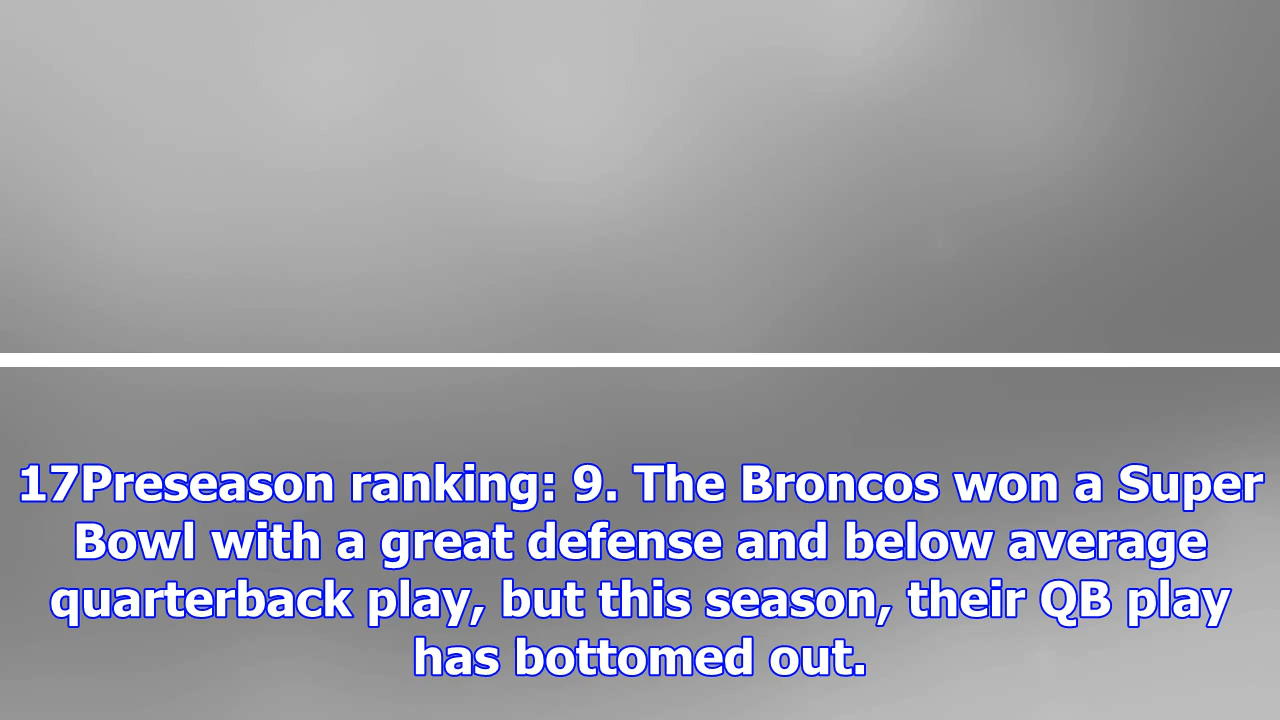 17Preseason ranking: 9. The Broncos won a Super
Bowl with a great defense and below average
quarterback play, but this season, their QB play
has bottomed out.